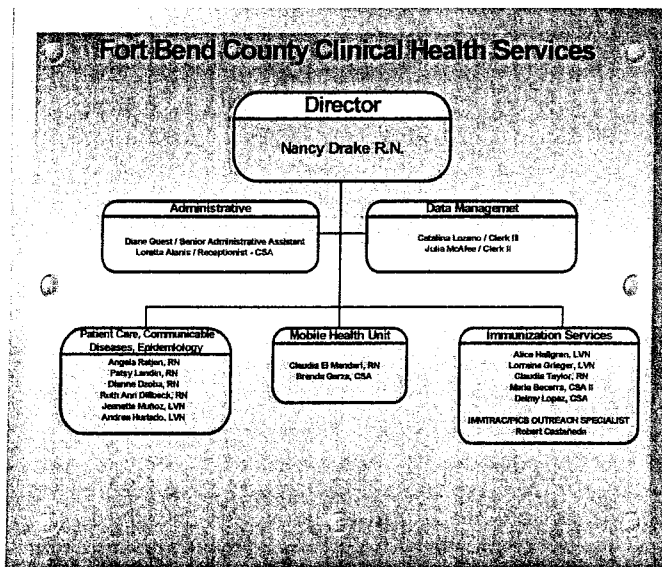 Fort Bend County Clinical Health Services
Director
Nancy Drake R.N.
Administrative
Diane Guest / Senior Administrative Assistant
Loretta Alanis / Receptionist - CSA
Data Managemet
Catalina Lozano / Clerk III
Julia McAfee / Clerk II
Patient Care, Communicable
Diseases, Epidemiology
Angela Ratjen, RN
Patsy Landin, RN
Dianne Dzoba, RN
Ruth Ann Dillbeck, RN
Jeanette Muñoz, LVN
Andrea Hurtado, LVN
Mobile Health Unit
Claudia El Mandari, RN
Brenda Garza, CSA
Immunization Services
Alice Hallgren, LVN
Lorraine Grieger, LVN
Claudia Taylor, RN
Maria Becerra, CSA II
Delmy Lopez, CSA
IMMTRAC/PICS OUTREACH SPECIALIST
Robert Castañeda